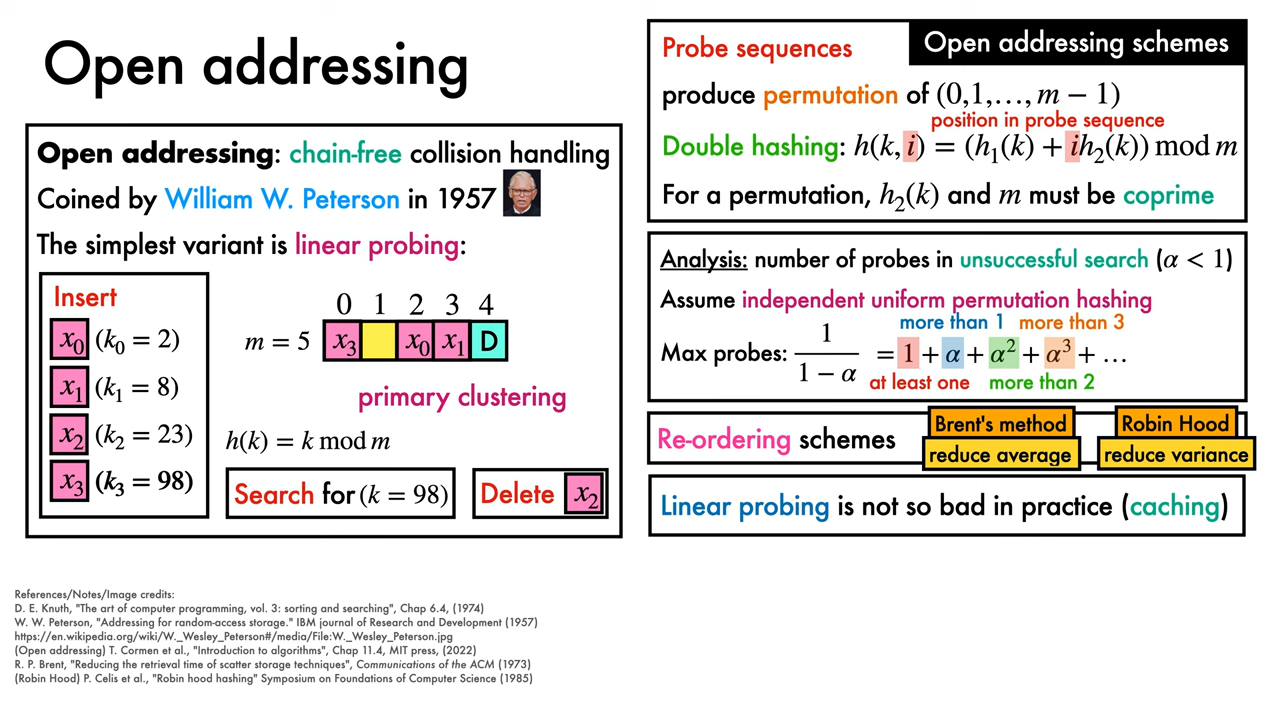 Open addressing
Open addressing: chain-free collision handling
Coined by William W. Peterson in 1957
The simplest variant is linear probing:
Insert
x₀ (k₀ = 2)
x₁ (k₁ = 8)
x₂ (k₂ = 23)
x₃ (k₃ = 98)
0 1 2 3 4
m = 5 x₃ x₀ x₁ D
primary clustering
h(k) = k mod m
Search for (k = 98)
Delete x₂
Probe sequences
Open addressing schemes
produce permutation of (0,1,…, m − 1)
position in probe sequence
Double hashing: h(k, i) = (h₁(k) + ih₂(k)) mod m
For a permutation, h₂(k) and m must be coprime
Analysis: number of probes in unsuccessful search (α < 1)
Assume independent uniform permutation hashing
more than 1 more than 3
Max probes: 1/(1 − α) = 1 + α + α² + α³ + …
at least one more than 2
Re-ordering schemes
Brent's method
reduce average
Robin Hood
reduce variance
Linear probing is not so bad in practice (caching)
References/Notes/Image credits:
D. E. Knuth, "The art of computer programming, vol. 3: sorting and searching", Chap 6.4, (1974)
W. W. Peterson, "Addressing for random-access storage." IBM journal of Research and Development (1957)
https://en.wikipedia.org/wiki/W._Wesley_Peterson#/media/File:W._Wesley_Peterson.jpg
(Open addressing) T. Cormen et al., "Introduction to algorithms", Chap 11.4, MIT press, (2022)
R. P. Brent, "Reducing the retrieval time of scatter storage techniques", Communications of the ACM (1973)
(Robin Hood) P. Celis et al., "Robin hood hashing" Symposium on Foundations of Computer Science (1985)